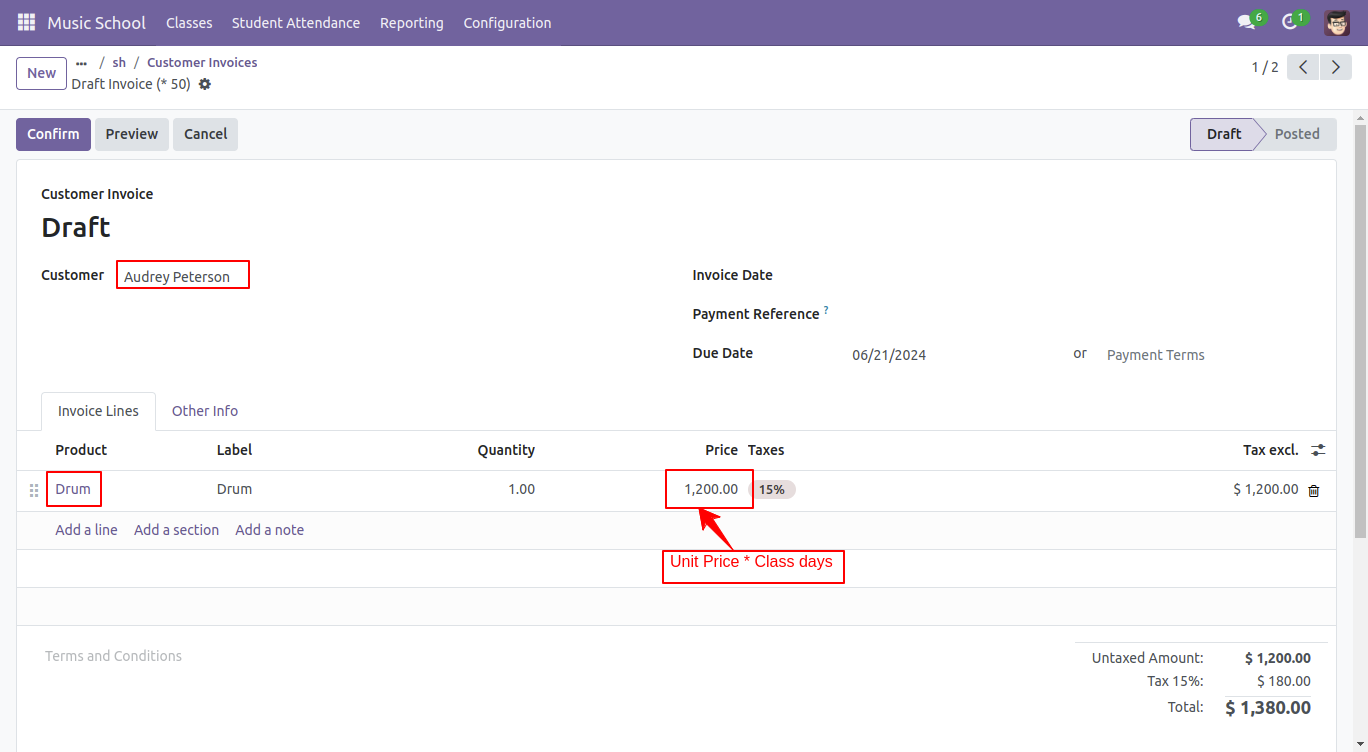 Music School Classes Student Attendance Reporting Configuration 6 1
New ... / sh / Customer Invoices
Draft Invoice (* 50) 1 / 2
Confirm Preview Cancel Draft Posted
Customer Invoice
Draft
Customer Audrey Peterson Invoice Date
Payment Reference ?
Due Date 06/21/2024 or Payment Terms
Invoice Lines Other Info
Product Label Quantity Price Taxes Tax excl.
Drum Drum 1.00 1,200.00 15% $ 1,200.00
Add a line Add a section Add a note
Unit Price * Class days
Terms and Conditions
Untaxed Amount: $ 1,200.00
Tax 15%: $ 180.00
Total: $ 1,380.00